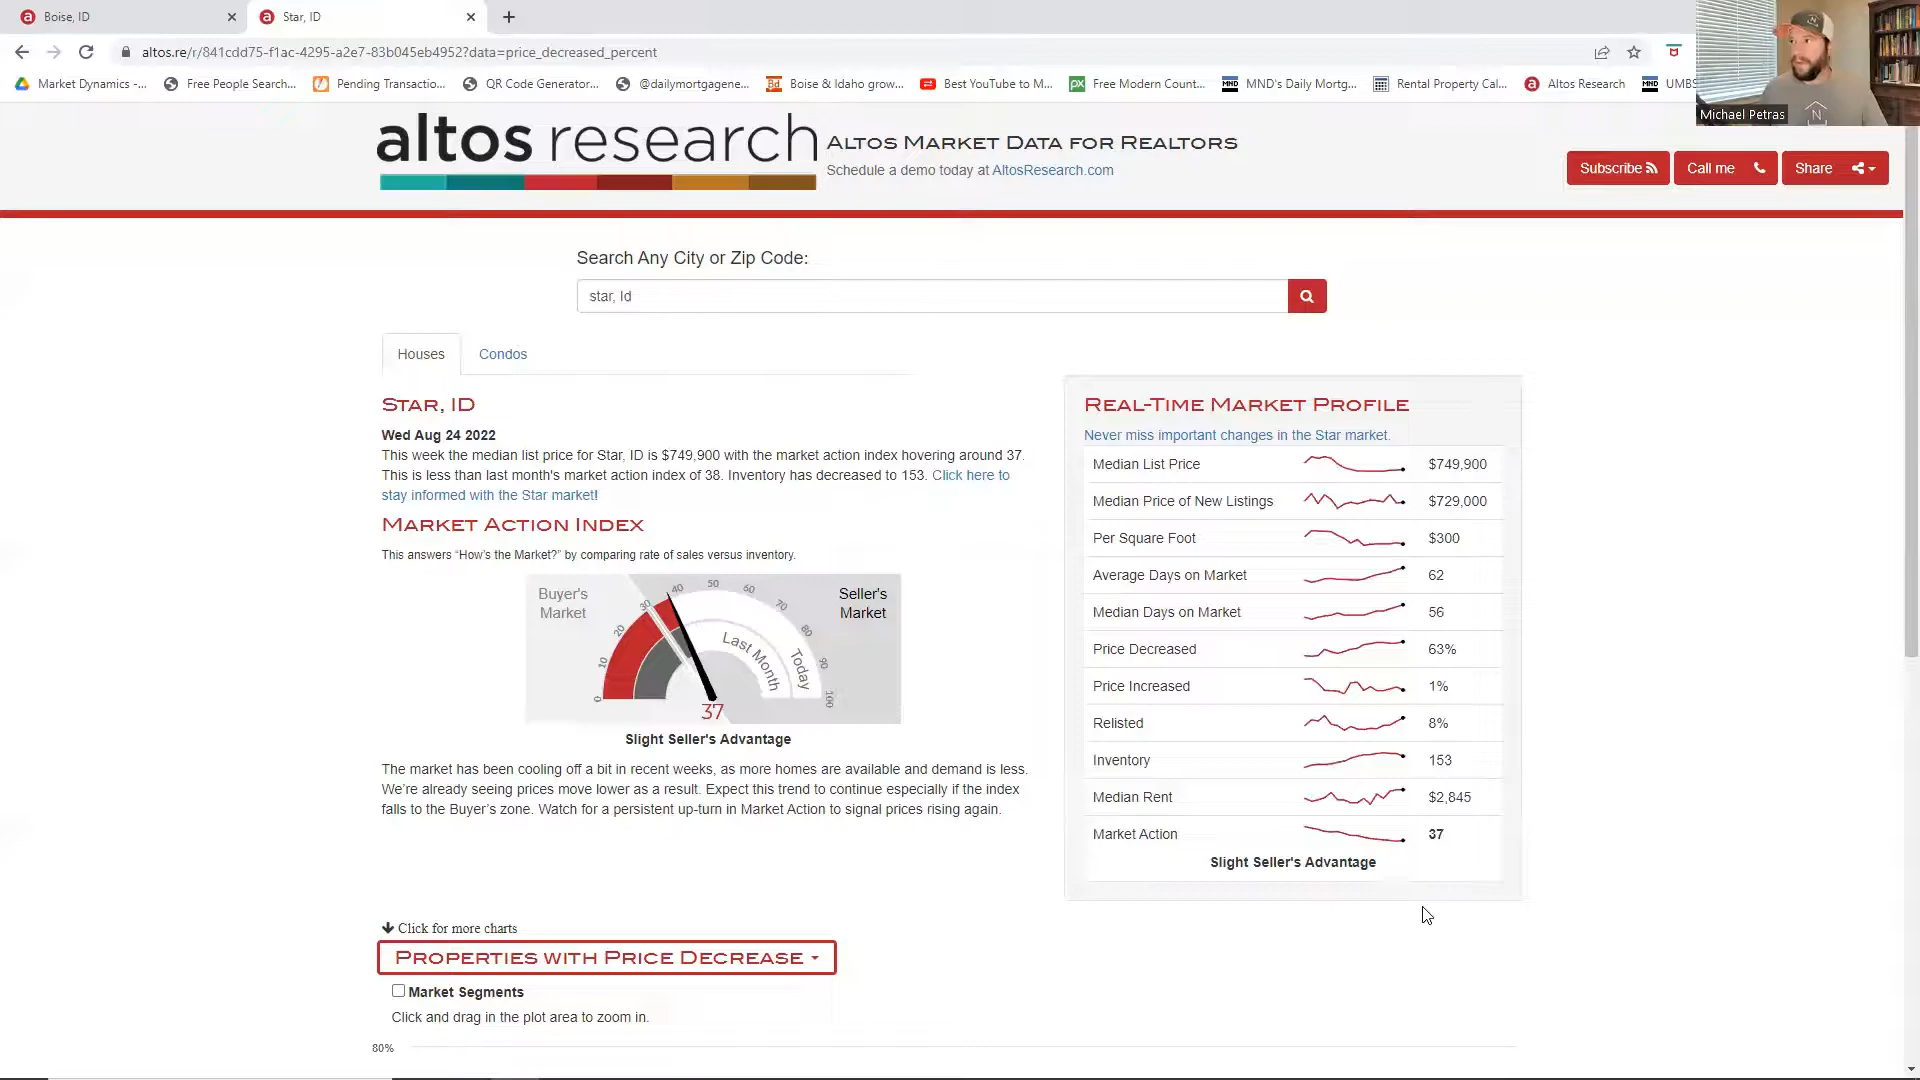 Boise, ID
Star, ID
altos.re/r/841cdd75-f1ac-4295-a2e7-83b045eb4952?data=price_decreased_percent
Market Dynamics -...
Free People Search...
Pending Transactio...
QR Code Generator...
@dailymortgagene...
Boise & Idaho grow...
Best YouTube to M...
Free Modern Count...
MND's Daily Mortg...
Rental Property Cal...
Altos Research
UMBS
Michael Petras
altos research
Altos Market Data for Realtors
Schedule a demo today at AltosResearch.com
Subscribe
Call me
Share
Search Any City or Zip Code:
star, Id
Houses
Condos
Star, ID
Wed Aug 24 2022
This week the median list price for Star, ID is $749,900 with the market action index hovering around 37.
This is less than last month's market action index of 38. Inventory has decreased to 153. Click here to
stay informed with the Star market!
Market Action Index
This answers “How's the Market?” by comparing rate of sales versus inventory.
Buyer's
Market
Seller's
Market
0
10
20
30
40
50
60
70
80
90
100
Last Month
Today
37
Slight Seller's Advantage
The market has been cooling off a bit in recent weeks, as more homes are available and demand is less.
We're already seeing prices move lower as a result. Expect this trend to continue especially if the index
falls to the Buyer's zone. Watch for a persistent up-turn in Market Action to signal prices rising again.
Real-Time Market Profile
Never miss important changes in the Star market.
Median List Price $749,900
Median Price of New Listings $729,000
Per Square Foot $300
Average Days on Market 62
Median Days on Market 56
Price Decreased 63%
Price Increased 1%
Relisted 8%
Inventory 153
Median Rent $2,845
Market Action 37
Slight Seller's Advantage
Click for more charts
Properties with Price Decrease
Market Segments
Click and drag in the plot area to zoom in.
80%